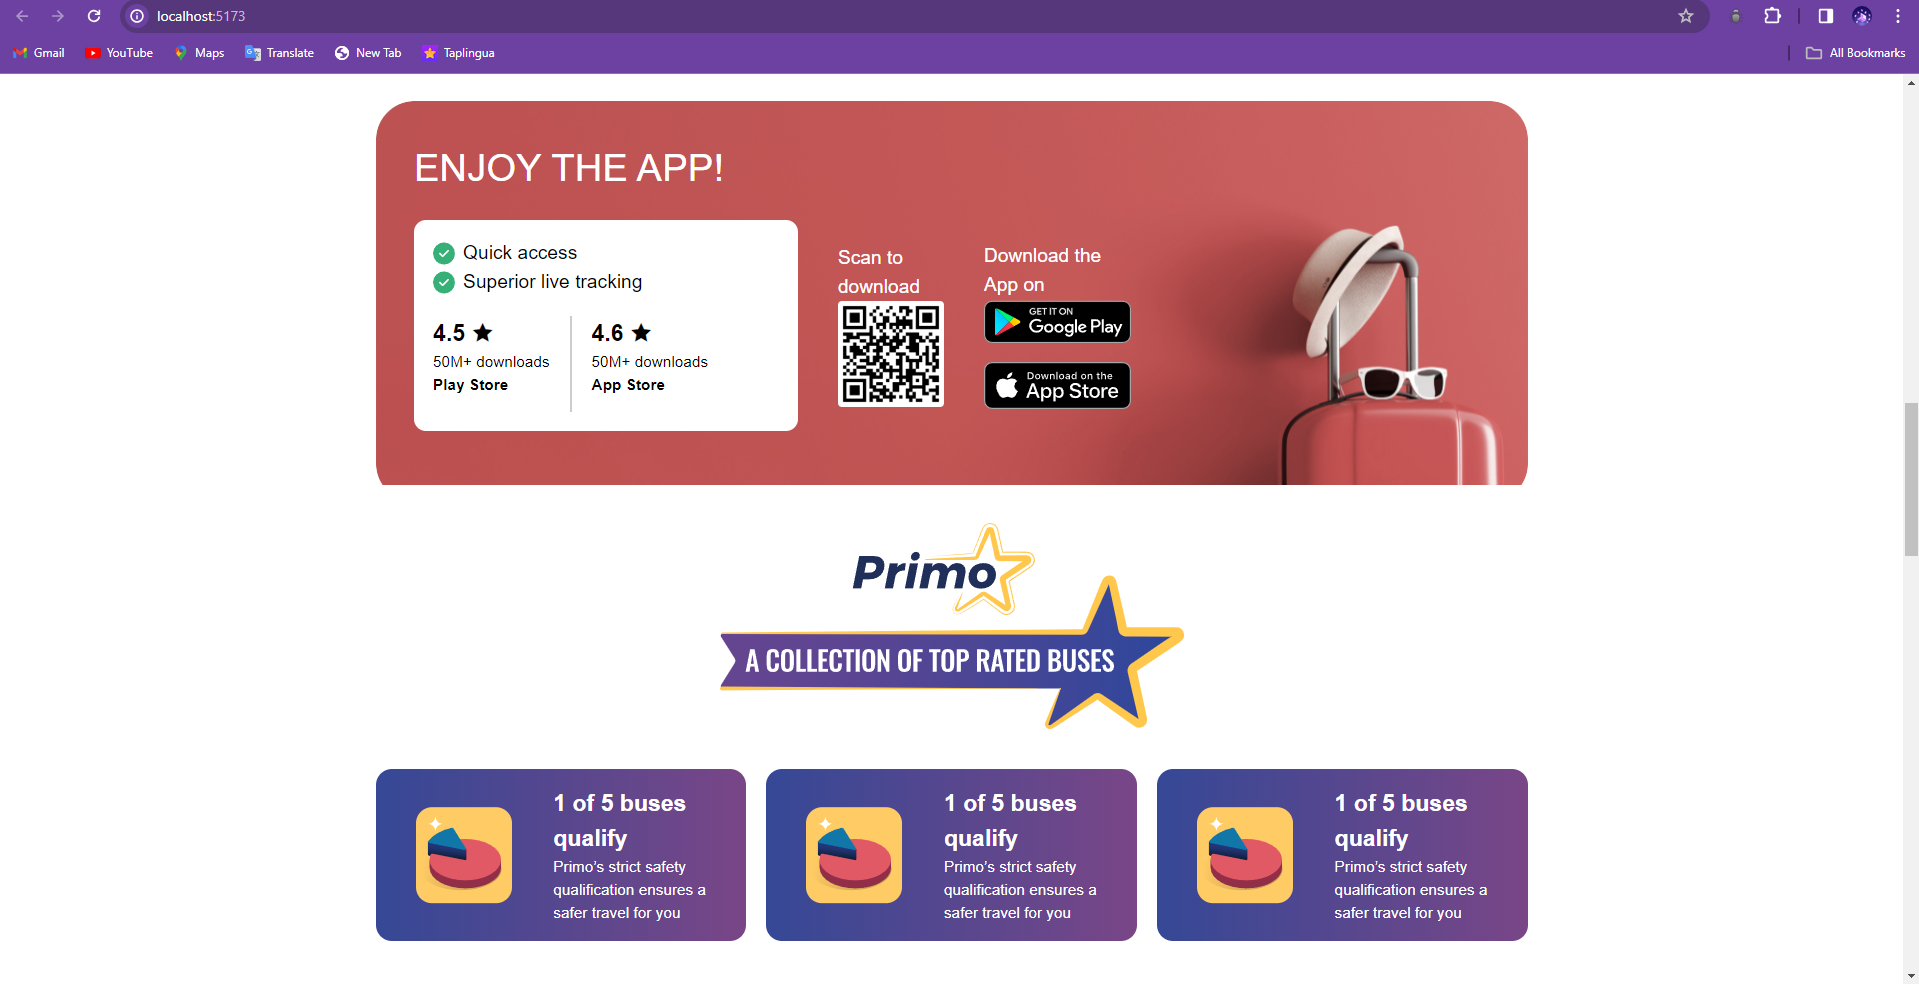 localhost:5173
Gmail
YouTube
Maps
Translate
New Tab
Taplingua
All Bookmarks
ENJOY THE APP!
Quick access
Superior live tracking
4.5 ★
50M+ downloads
Play Store
4.6 ★
50M+ downloads
App Store
Scan to
download
Download the
App on
GET IT ON
Google Play
Download on the
App Store
Primo
A COLLECTION OF TOP RATED BUSES
1 of 5 buses
qualify
Primo’s strict safety
qualification ensures a
safer travel for you
1 of 5 buses
qualify
Primo’s strict safety
qualification ensures a
safer travel for you
1 of 5 buses
qualify
Primo’s strict safety
qualification ensures a
safer travel for you